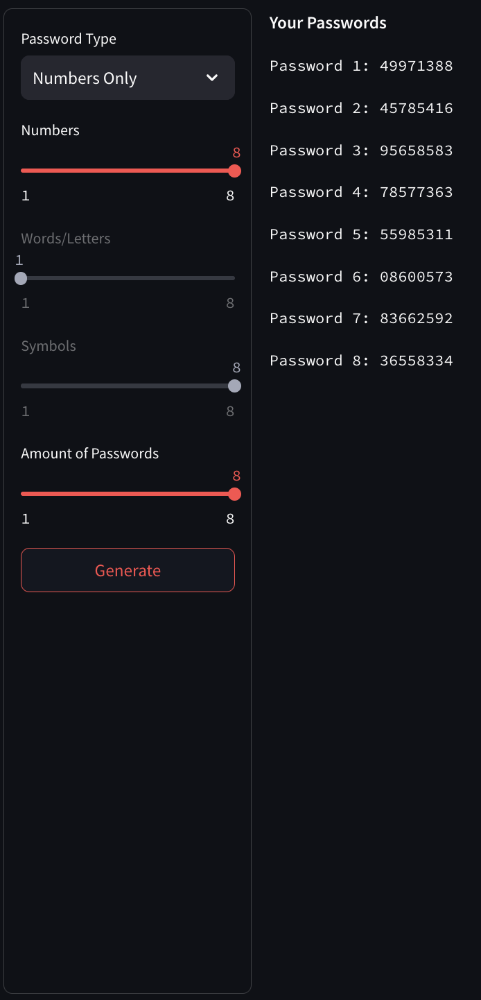 Password Type
Numbers Only
Numbers
8
1 8
Words/Letters
1
1 8
Symbols
8
1 8
Amount of Passwords
8
1 8
Generate
Your Passwords
Password 1: 49971388
Password 2: 45785416
Password 3: 95658583
Password 4: 78577363
Password 5: 55985311
Password 6: 08600573
Password 7: 83662592
Password 8: 36558334